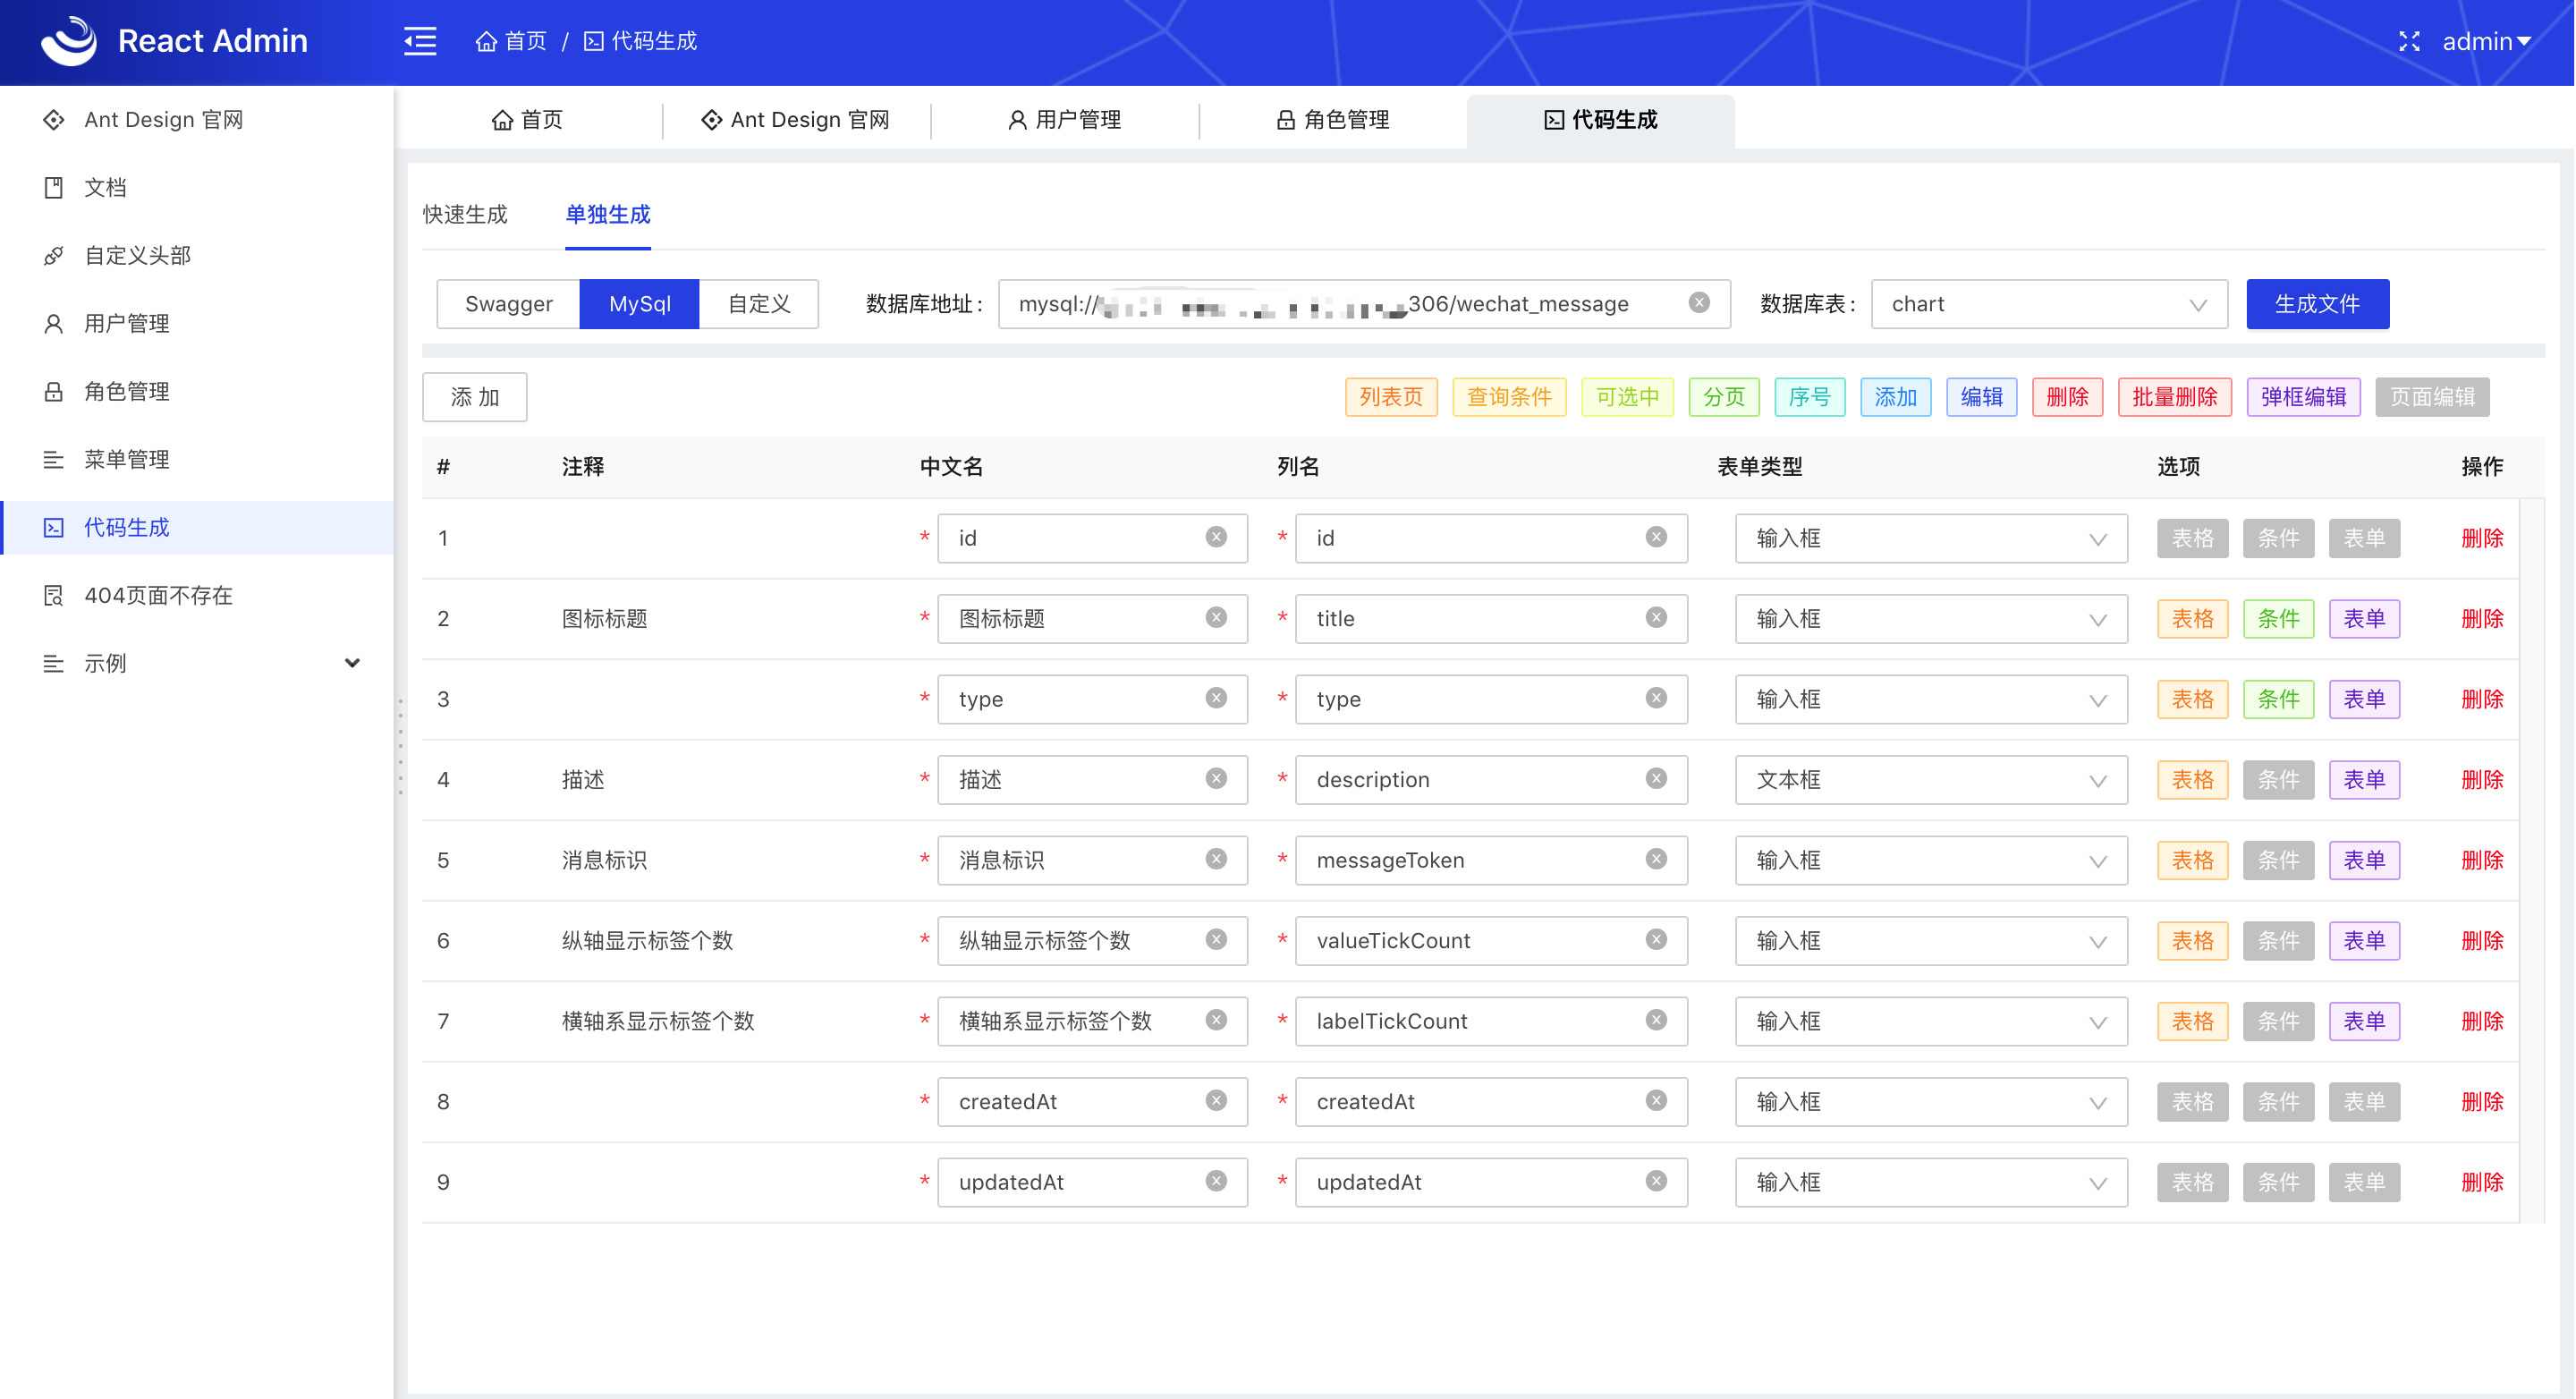 React Admin
首页 / 代码生成
admin
Ant Design 官网
文档
自定义头部
用户管理
角色管理
菜单管理
代码生成
404页面不存在
示例
首页 Ant Design 官网 用户管理 角色管理 代码生成
快速生成 单独生成
Swagger MySql 自定义 数据库地址: mysql:// 306/wechat_message 数据库表: chart 生成文件
添 加 列表页 查询条件 可选中 分页 序号 添加 编辑 删除 批量删除 弹框编辑 页面编辑
# 注释 中文名 列名 表单类型 选项 操作
1 * id * id 输入框 表格 条件 表单 删除
2 图标标题 * 图标标题 * title 输入框 表格 条件 表单 删除
3 * type * type 输入框 表格 条件 表单 删除
4 描述 * 描述 * description 文本框 表格 条件 表单 删除
5 消息标识 * 消息标识 * messageToken 输入框 表格 条件 表单 删除
6 纵轴显示标签个数 * 纵轴显示标签个数 * valueTickCount 输入框 表格 条件 表单 删除
7 横轴系显示标签个数 * 横轴系显示标签个数 * labelTickCount 输入框 表格 条件 表单 删除
8 * createdAt * createdAt 输入框 表格 条件 表单 删除
9 * updatedAt * updatedAt 输入框 表格 条件 表单 删除